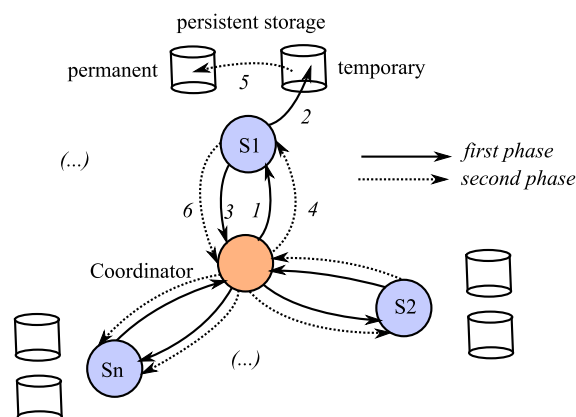 persistent storage
permanent
temporary
5
2
(...)
S1
first phase
second phase
6
3
1
4
Coordinator
S2
(...)
Sn